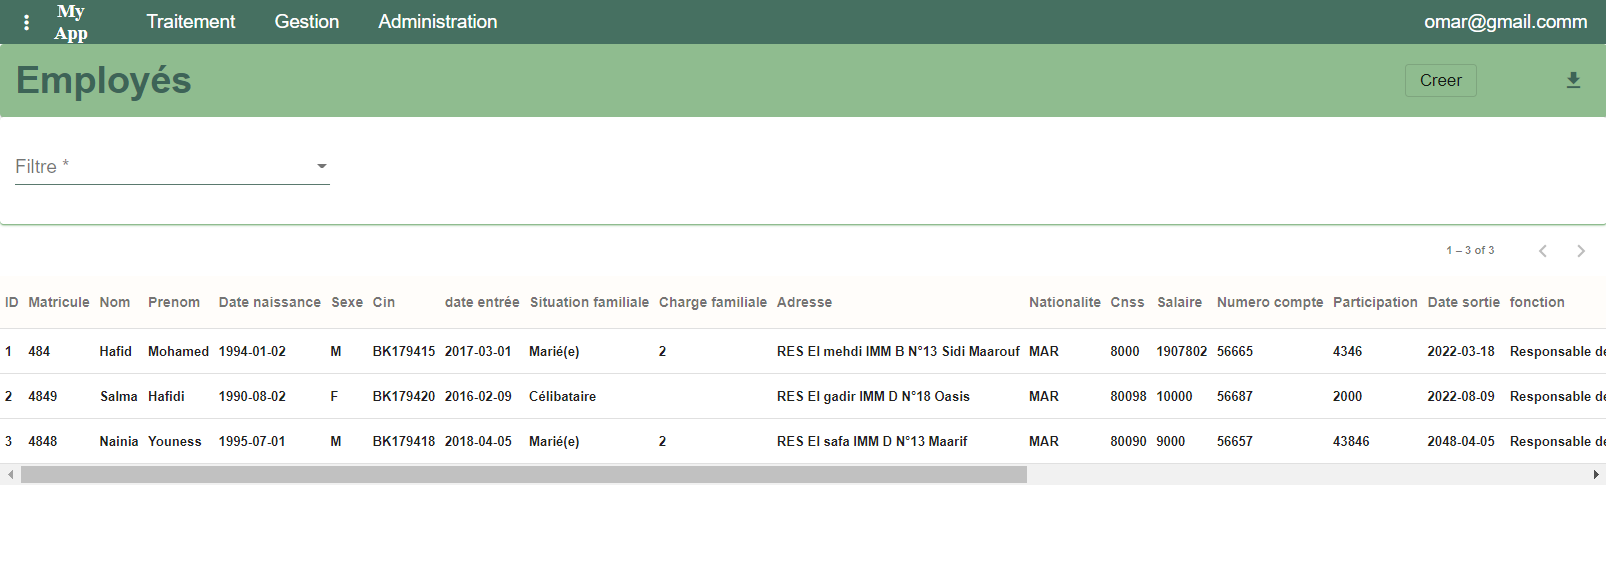 My App Traitement Gestion Administration omar@gmail.comm
Employés Creer
Filtre *
1 – 3 of 3
ID Matricule Nom Prenom Date naissance Sexe Cin date entrée Situation familiale Charge familiale Adresse Nationalite Cnss Salaire Numero compte Participation Date sortie fonction
1 484 Hafid Mohamed 1994-01-02 M BK179415 2017-03-01 Marié(e) 2 RES El mehdi IMM B N°13 Sidi Maarouf MAR 8000 1907802 56665 4346 2022-03-18 Responsable de
2 4849 Salma Hafidi 1990-08-02 F BK179420 2016-02-09 Célibataire RES El gadir IMM D N°18 Oasis MAR 80098 10000 56687 2000 2022-08-09 Responsable de
3 4848 Nainia Youness 1995-07-01 M BK179418 2018-04-05 Marié(e) 2 RES El safa IMM D N°13 Maarif MAR 80090 9000 56657 43846 2048-04-05 Responsable de